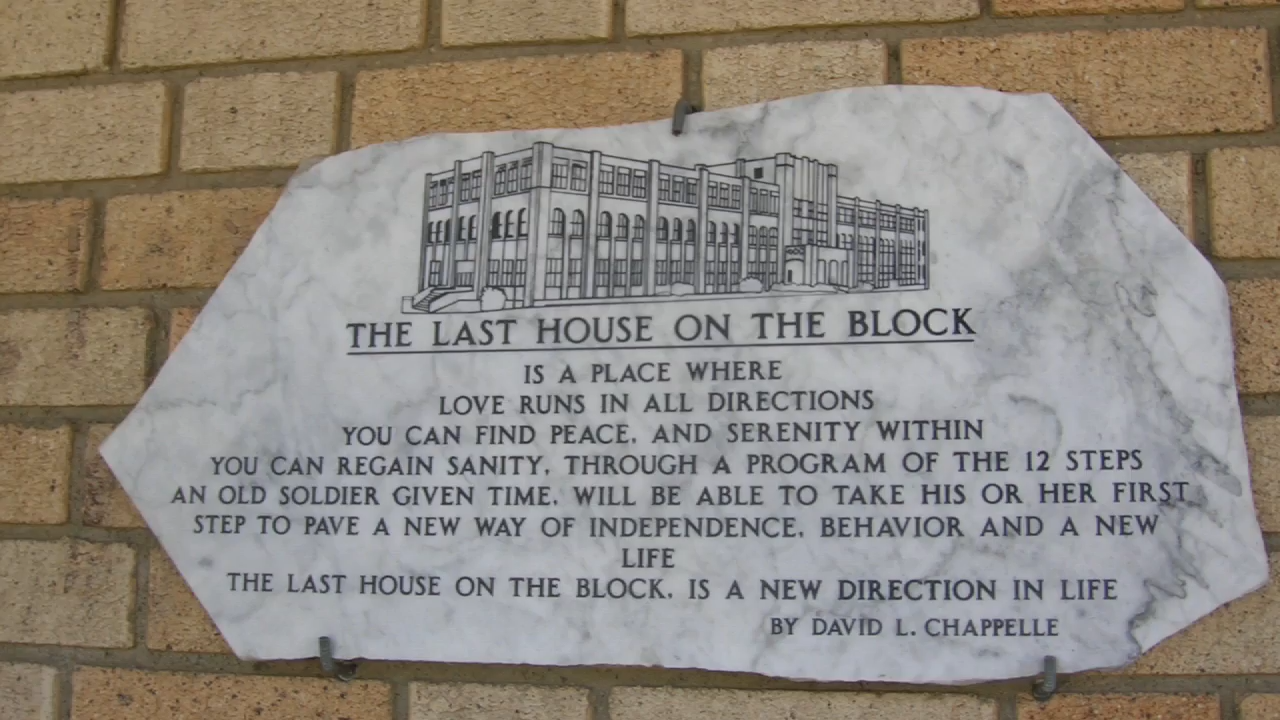 THE LAST HOUSE ON THE BLOCK
IS A PLACE WHERE
LOVE RUNS IN ALL DIRECTIONS
YOU CAN FIND PEACE, AND SERENITY WITHIN
YOU CAN REGAIN SANITY, THROUGH A PROGRAM OF THE 12 STEPS
AN OLD SOLDIER GIVEN TIME, WILL BE ABLE TO TAKE HIS OR HER FIRST
STEP TO PAVE A NEW WAY OF INDEPENDENCE, BEHAVIOR AND A NEW
LIFE
THE LAST HOUSE ON THE BLOCK, IS A NEW DIRECTION IN LIFE
BY DAVID L. CHAPPELLE